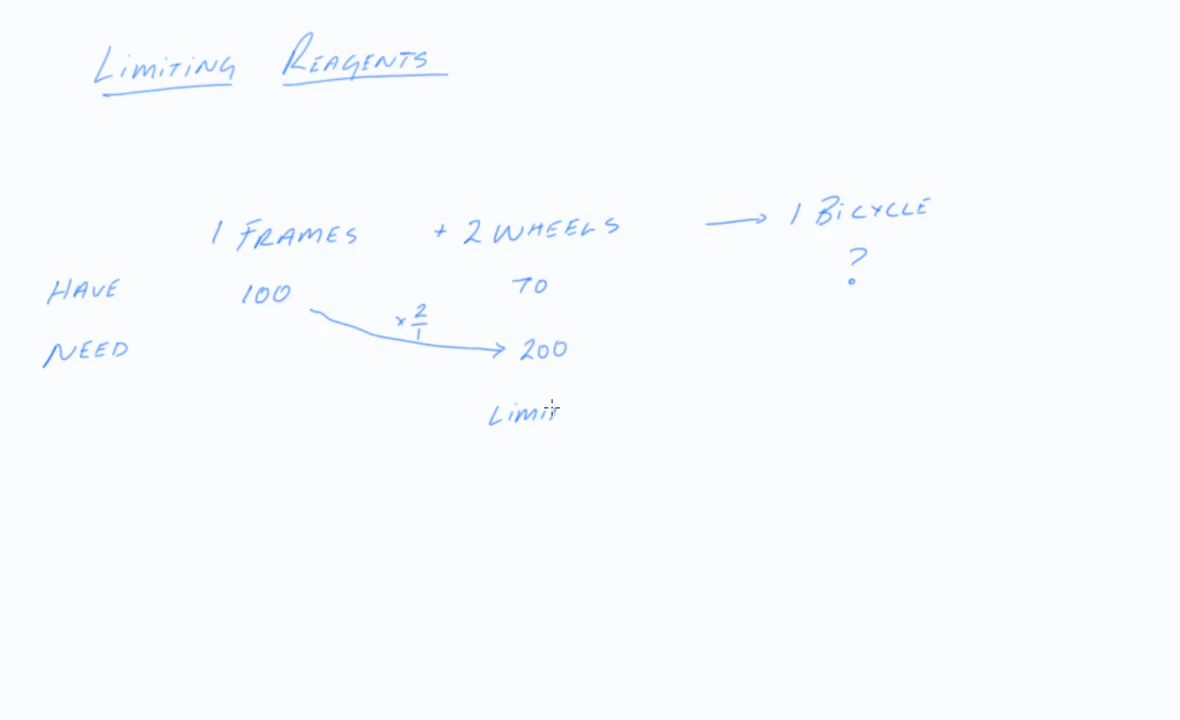 LIMITING REAGENTS
1 FRAMES + 2 WHEELS → 1 BICYCLE
HAVE 100 70 ?
× 2/1
NEED 200
LIMIT